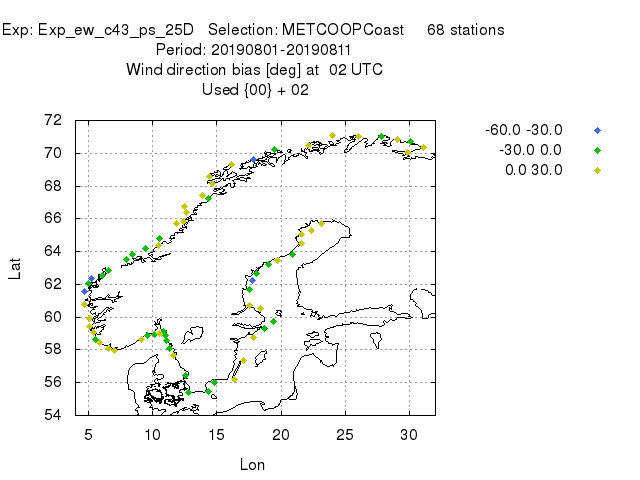 Exp: Exp_ew_c43_ps_25D   Selection: METCOOPCoast     68 stations
Period: 20190801-20190811
Wind direction bias [deg] at  02 UTC
Used {00} + 02
-60.0 -30.0
-30.0 0.0
0.0 30.0
72
70
68
66
64
62
60
58
56
54
Lat
5 10 15 20 25 30
Lon